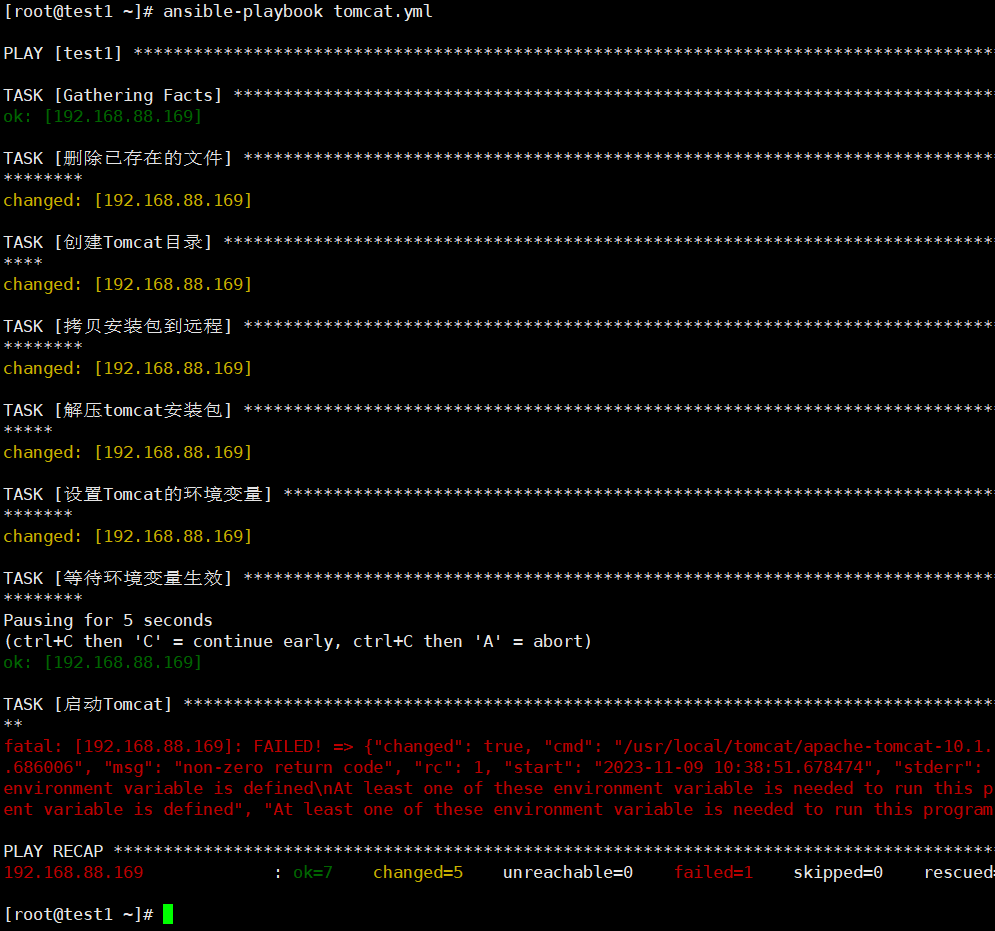 [root@test1 ~]# ansible-playbook tomcat.yml
PLAY [test1] **************************************************************************************
TASK [Gathering Facts] ****************************************************************************
ok: [192.168.88.169]
TASK [删除已存在的文件] ***************************************************************************
********
changed: [192.168.88.169]
TASK [创建Tomcat目录] *****************************************************************************
****
changed: [192.168.88.169]
TASK [拷贝安装包到远程] ***************************************************************************
********
changed: [192.168.88.169]
TASK [解压tomcat安装包] ***************************************************************************
*****
changed: [192.168.88.169]
TASK [设置Tomcat的环境变量] ***********************************************************************
*******
changed: [192.168.88.169]
TASK [等待环境变量生效] ***************************************************************************
********
Pausing for 5 seconds
(ctrl+C then 'C' = continue early, ctrl+C then 'A' = abort)
ok: [192.168.88.169]
TASK [启动Tomcat] *********************************************************************************
**
fatal: [192.168.88.169]: FAILED! => {"changed": true, "cmd": "/usr/local/tomcat/apache-tomcat-10.1.
.686006", "msg": "non-zero return code", "rc": 1, "start": "2023-11-09 10:38:51.678474", "stderr":
environment variable is defined\nAt least one of these environment variable is needed to run this p
ent variable is defined", "At least one of these environment variable is needed to run this program
PLAY RECAP ****************************************************************************************
192.168.88.169             : ok=7    changed=5    unreachable=0    failed=1    skipped=0    rescued=
[root@test1 ~]#